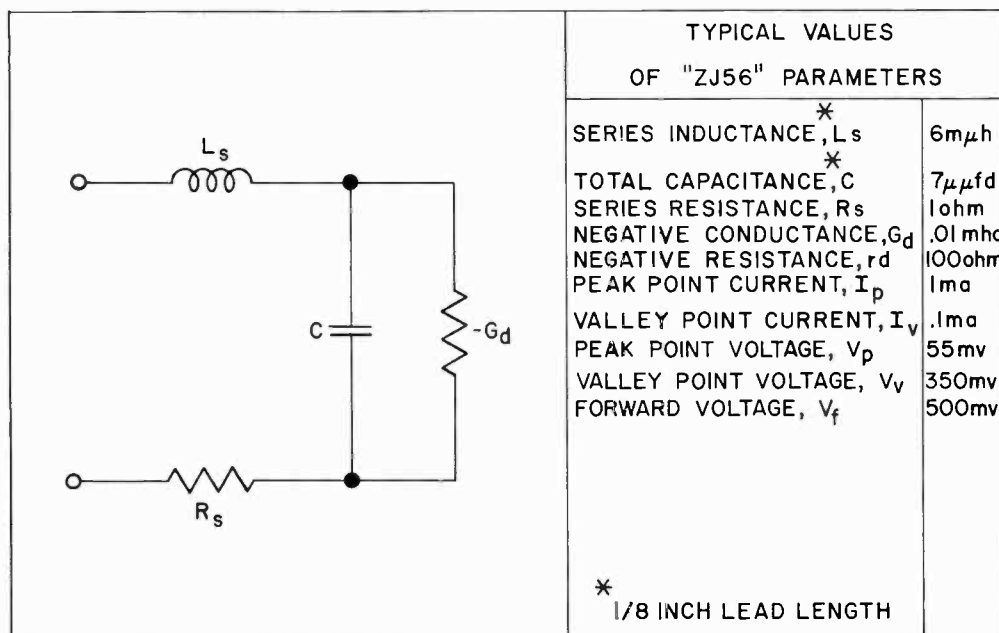 TYPICAL VALUES
OF "ZJ56" PARAMETERS
Ls
C
-Gd
Rs
SERIES INDUCTANCE,* Ls 6mμh
TOTAL CAPACITANCE,* C 7μμfd
SERIES RESISTANCE, Rs 1ohm
NEGATIVE CONDUCTANCE,Gd .01mho
NEGATIVE RESISTANCE, rd 100ohm
PEAK POINT CURRENT, Ip 1ma
VALLEY POINT CURRENT, Iv .1ma
PEAK POINT VOLTAGE, Vp 55mv
VALLEY POINT VOLTAGE, Vv 350mv
FORWARD VOLTAGE, Vf 500mv
* 1/8 INCH LEAD LENGTH